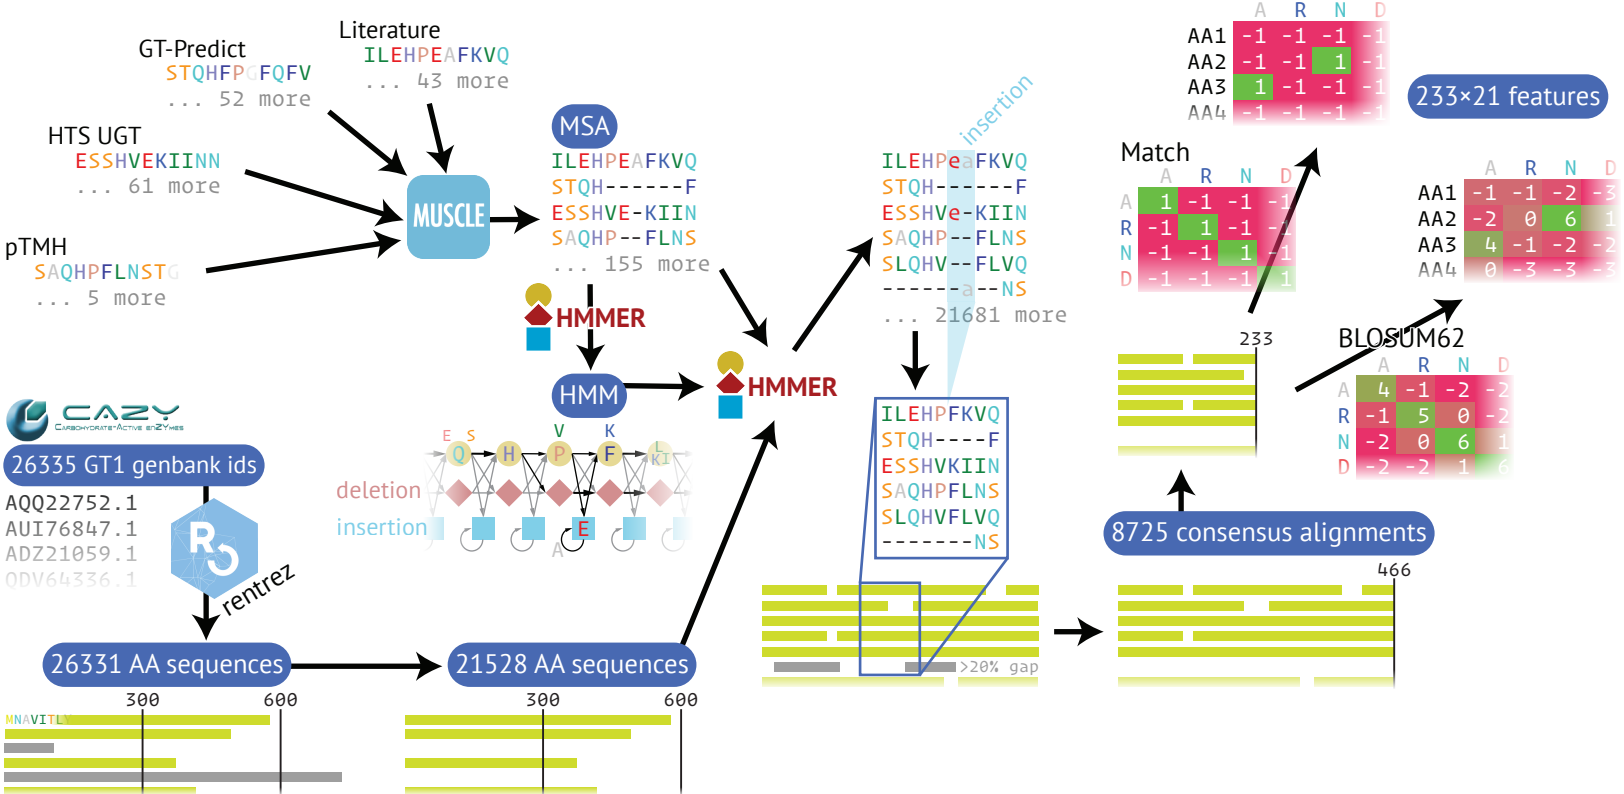 Literature
ILEHPEAFKVQ
... 43 more
GT-Predict
STQHFPGFQFV
... 52 more
HTS UGT
ESSHVEKIINN
... 61 more
pTMH
SAQHPFLNSTG
... 5 more
MUSCLE
MSA
ILEHPEAFKVQ
STQH------F
ESSHVE-KIIN
SAQHP--FLNS
... 155 more
HMMER
HMM
HMMER
E S Q H V P K F L K I
deletion
insertion
E
A
CAZY
CARBOHYDRATE-ACTIVE ENZYMES
26335 GT1 genbank ids
AQQ22752.1
AUI76847.1
ADZ21059.1
QDV64336.1
R
rentrez
26331 AA sequences
300 600
MNAVITLY
21528 AA sequences
300 600
insertion
ILEHPeaFKVQ
STQH------F
ESSHVe-KIIN
SAQHP--FLNS
SLQHV--FLVQ
------a--NS
... 21681 more
ILEHPFKVQ
STQH----F
ESSHVKIIN
SAQHPFLNS
SLQHVFLVQ
-------NS
>20% gap
466
8725 consensus alignments
233
Match
A R N D
A 1 -1 -1 -1
R -1 1 -1 -1
N -1 -1 1 -1
D -1 -1 -1 1
A R N D
AA1 -1 -1 -1 -1
AA2 -1 -1 1 -1
AA3 1 -1 -1 -1
AA4 -1 -1 -1 -1
233×21 features
A R N D
AA1 -1 -1 -2 -3
AA2 -2 0 6 1
AA3 4 -1 -2 -2
AA4 0 -3 -3 -3
BLOSUM62
A R N D
A 4 -1 -2 -2
R -1 5 0 -2
N -2 0 6 1
D -2 -2 1 6